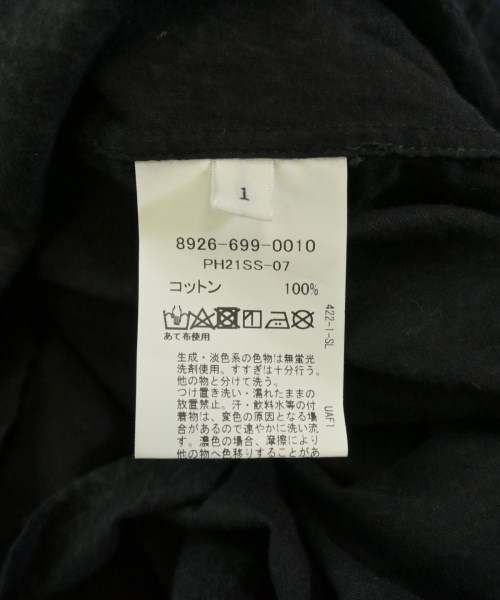 1
8926-699-0010
PH21SS-07
コットン 100%
あて布使用
生成・淡色系の色物は無蛍光
洗剤使用。すすぎは十分行う。
他の物と分けて洗う。
つけ置き洗い・濡れたままの
放置禁止。汗・飲料水等の付
着物は、変色の原因となる場
合があるので速やかに洗い流
す。濃色の場合、摩擦により
他の物へ色移りすることがあ
422-1-SL
UAF1